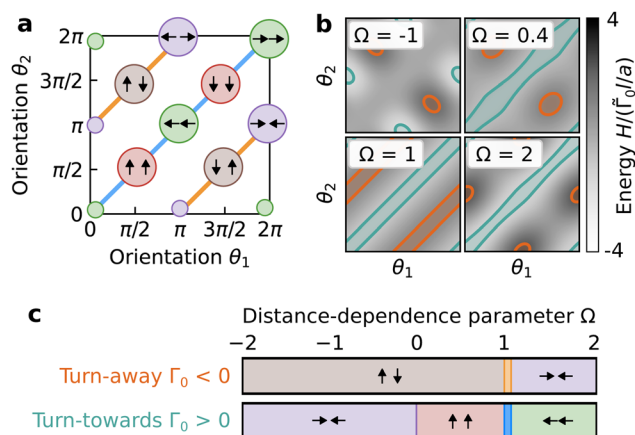 a
Orientation θ₂
2π
3π/2
π
π/2
0
←→
→→
↑↓
↓↓
←←
→←
↑↑
↓↑
0 π/2 π 3π/2 2π
Orientation θ₁
b
Ω = -1
Ω = 0.4
Ω = 1
Ω = 2
θ₂
θ₂
θ₁
θ₁
4
-4
Energy H/(Γ̃₀l/a)
c
Distance-dependence parameter Ω
−2 −1 0 1 2
Turn-away Γ₀ < 0
↑↓ →←
Turn-towards Γ₀ > 0
→← ↑↑ ←←